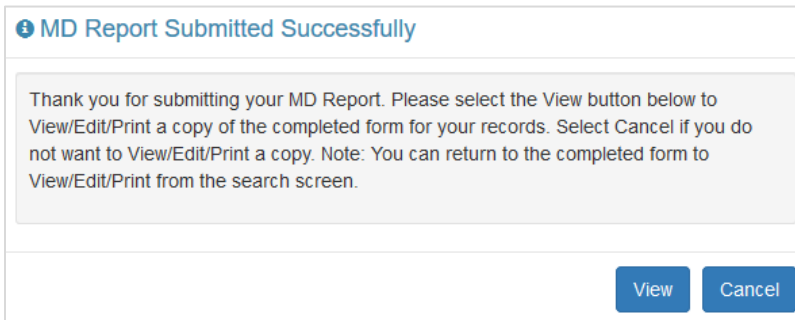 MD Report Submitted Successfully
Thank you for submitting your MD Report. Please select the View button below to
View/Edit/Print a copy of the completed form for your records. Select Cancel if you do
not want to View/Edit/Print a copy. Note: You can return to the completed form to
View/Edit/Print from the search screen.
View Cancel